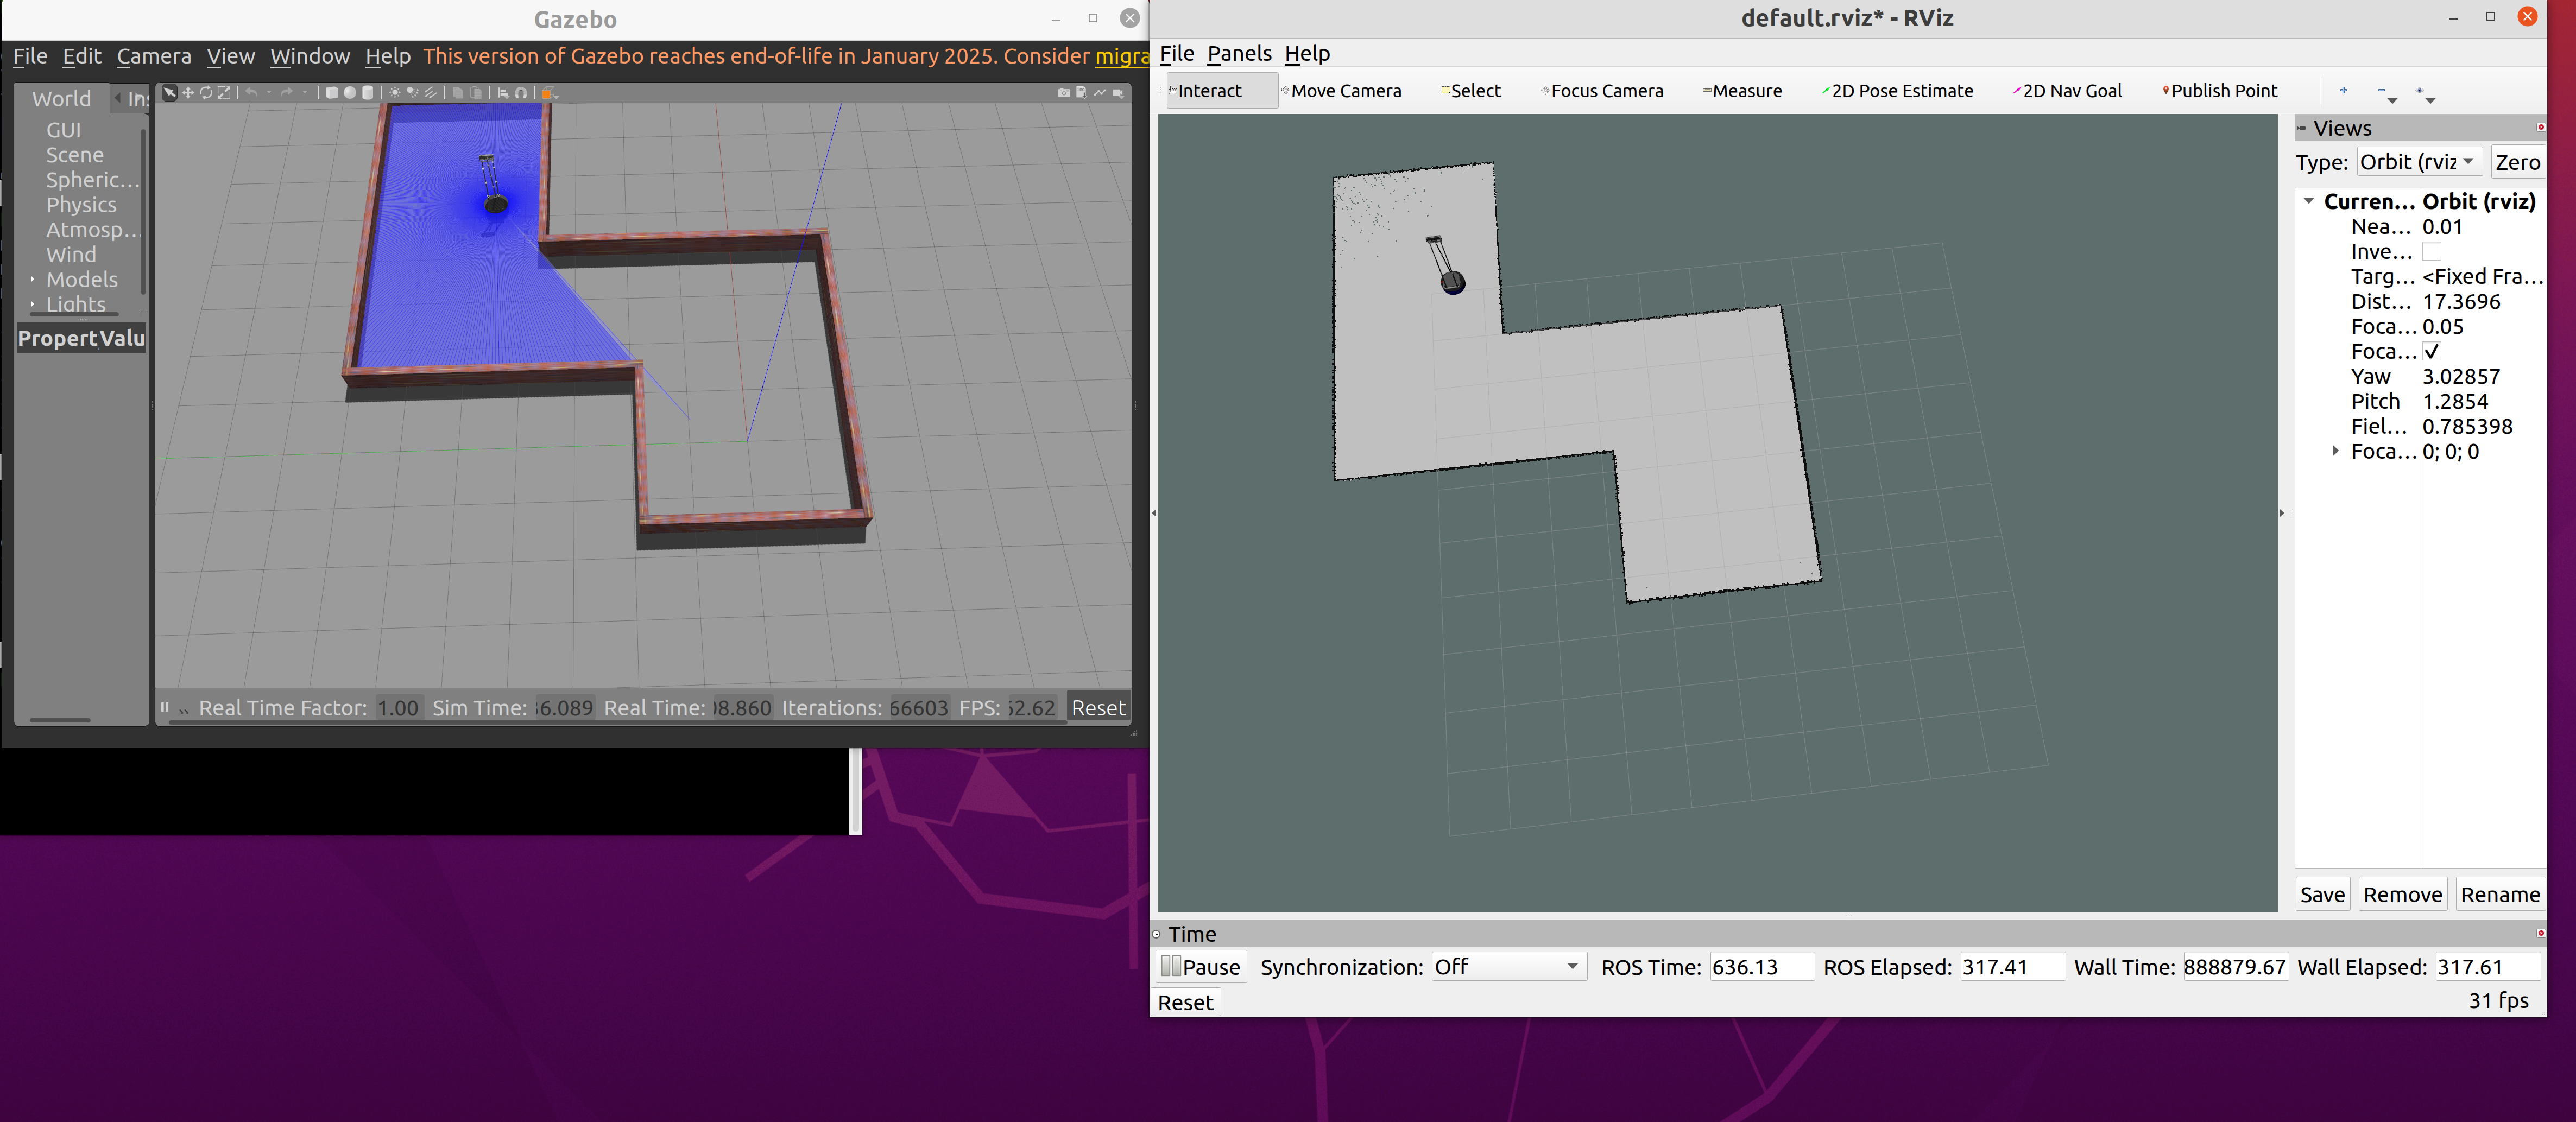 Gazebo
File Edit Camera View Window Help This version of Gazebo reaches end-of-life in January 2025. Consider migra
World Ins
GUI
Scene
Spheric...
Physics
Atmosp...
Wind
Models
Lights
Propert Valu
Real Time Factor: 1.00 Sim Time: 6.089 Real Time: 8.860 Iterations: 66603 FPS: 52.62 Reset
default.rviz* - RViz
File Panels Help
Interact Move Camera Select Focus Camera Measure 2D Pose Estimate 2D Nav Goal Publish Point
Views
Type: Orbit (rviz Zero
Curren... Orbit (rviz)
Nea... 0.01
Inve...
Targ... <Fixed Fra...
Dist... 17.3696
Foca... 0.05
Foca...
Yaw 3.02857
Pitch 1.2854
Fiel... 0.785398
Foca... 0; 0; 0
Save Remove Rename
Time
Pause Synchronization: Off ROS Time: 636.13 ROS Elapsed: 317.41 Wall Time: 888879.67 Wall Elapsed: 317.61
Reset 31 fps